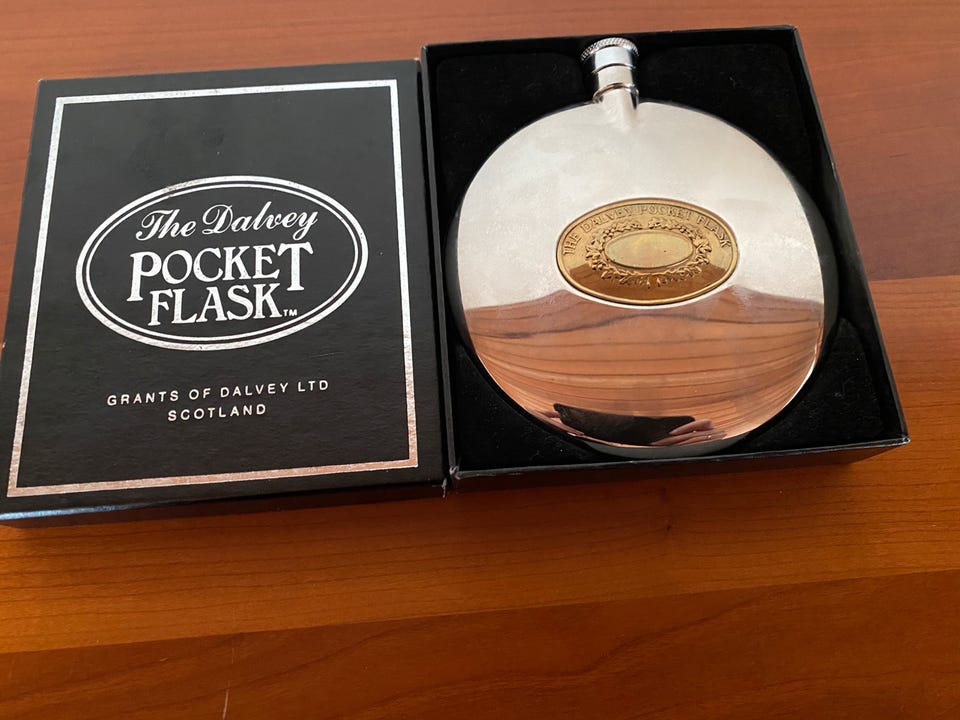 The Dalvey
POCKET
FLASK™
GRANTS OF DALVEY LTD
SCOTLAND
THE DALVEY POCKET FLASK